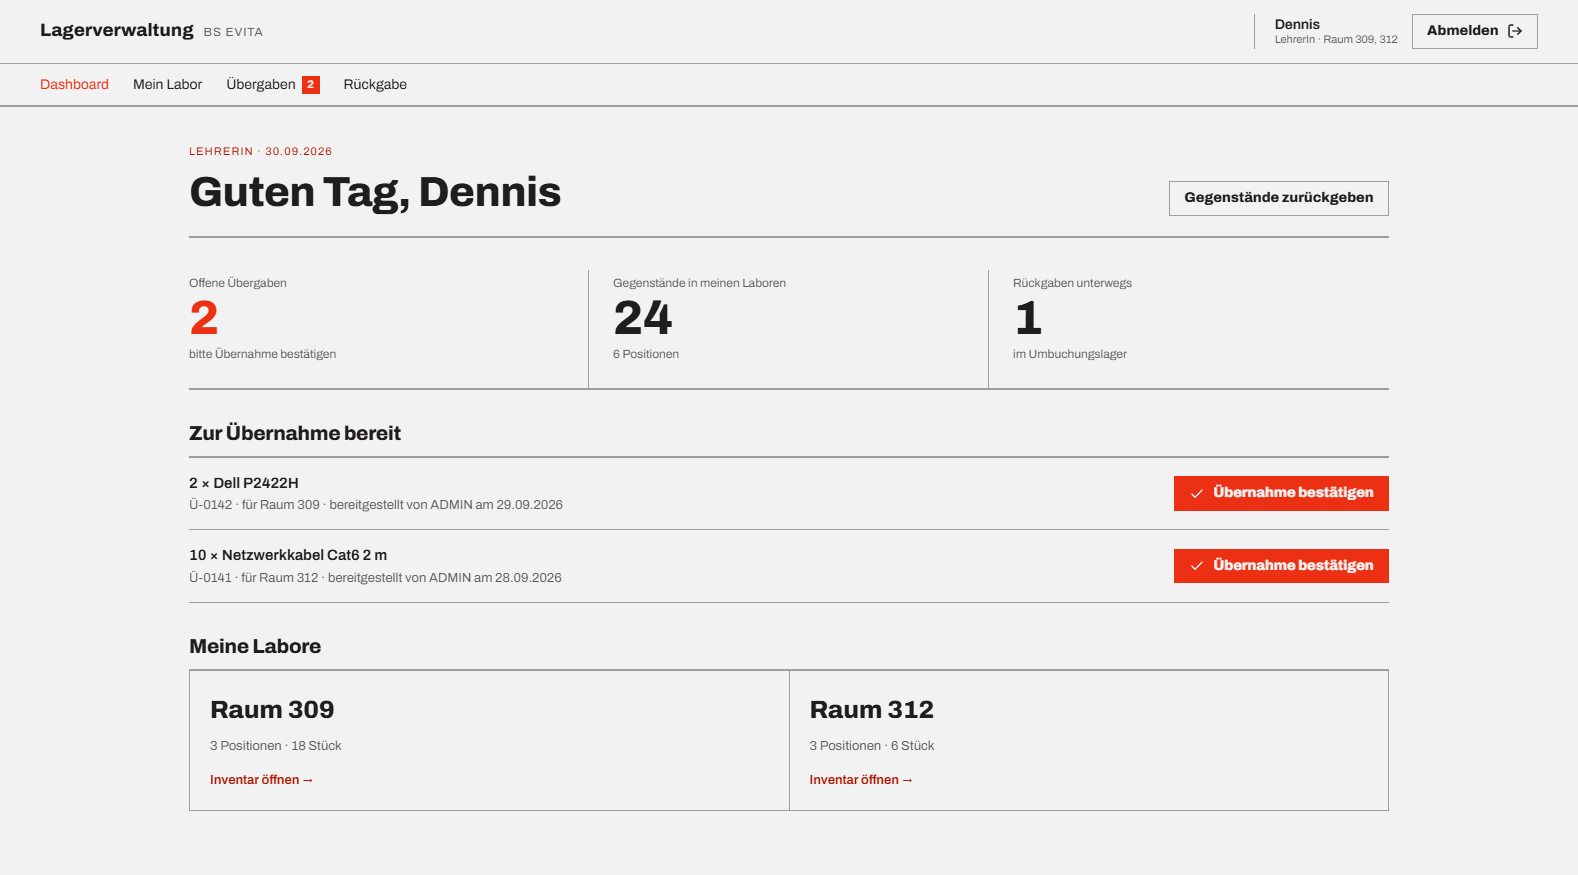 Lagerverwaltung BS EVITA
Dennis
LehrerIn · Raum 309, 312
Abmelden
Dashboard Mein Labor Übergaben 2 Rückgabe
LEHRERIN · 30.09.2026
Guten Tag, Dennis
Gegenstände zurückgeben
Offene Übergaben
2
bitte Übernahme bestätigen
Gegenstände in meinen Laboren
24
6 Positionen
Rückgaben unterwegs
1
im Umbuchungslager
Zur Übernahme bereit
2 × Dell P2422H
Ü-0142 · für Raum 309 · bereitgestellt von ADMIN am 29.09.2026
Übernahme bestätigen
10 × Netzwerkkabel Cat6 2 m
Ü-0141 · für Raum 312 · bereitgestellt von ADMIN am 28.09.2026
Übernahme bestätigen
Meine Labore
Raum 309
3 Positionen · 18 Stück
Inventar öffnen →
Raum 312
3 Positionen · 6 Stück
Inventar öffnen →